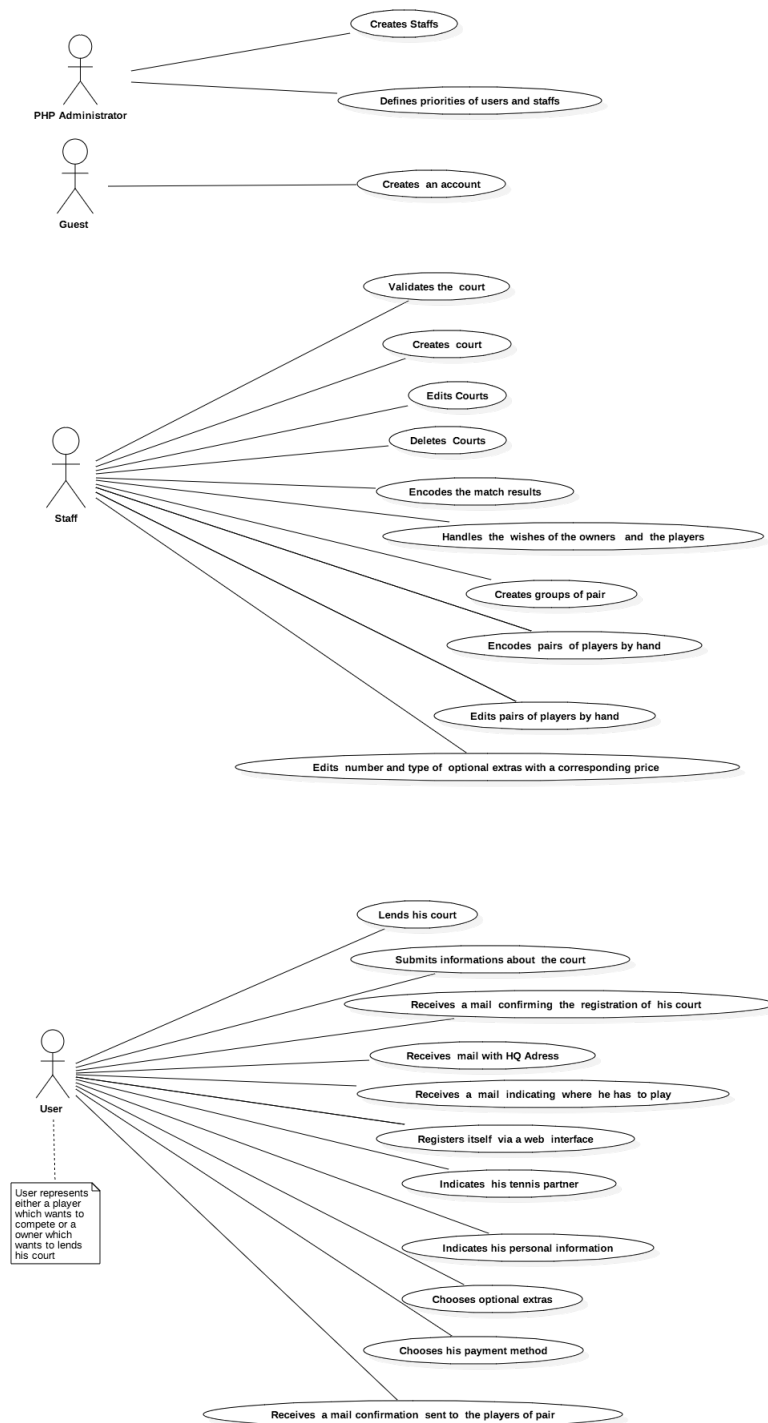 Creates Staffs
Defines priorities of users and staffs
PHP Administrator
Creates an account
Guest
Validates the court
Creates court
Edits Courts
Deletes Courts
Encodes the match results
Staff
Handles the wishes of the owners and the players
Creates groups of pair
Encodes pairs of players by hand
Edits pairs of players by hand
Edits number and type of optional extras with a corresponding price
Lends his court
Submits informations about the court
Receives a mail confirming the registration of his court
Receives mail with HQ Adress
Receives a mail indicating where he has to play
User
Registers itself via a web interface
Indicates his tennis partner
User represents
either a player
which wants to
compete or a
owner which
wants to lends
his court
Indicates his personal information
Chooses optional extras
Chooses his payment method
Receives a mail confirmation sent to the players of pair